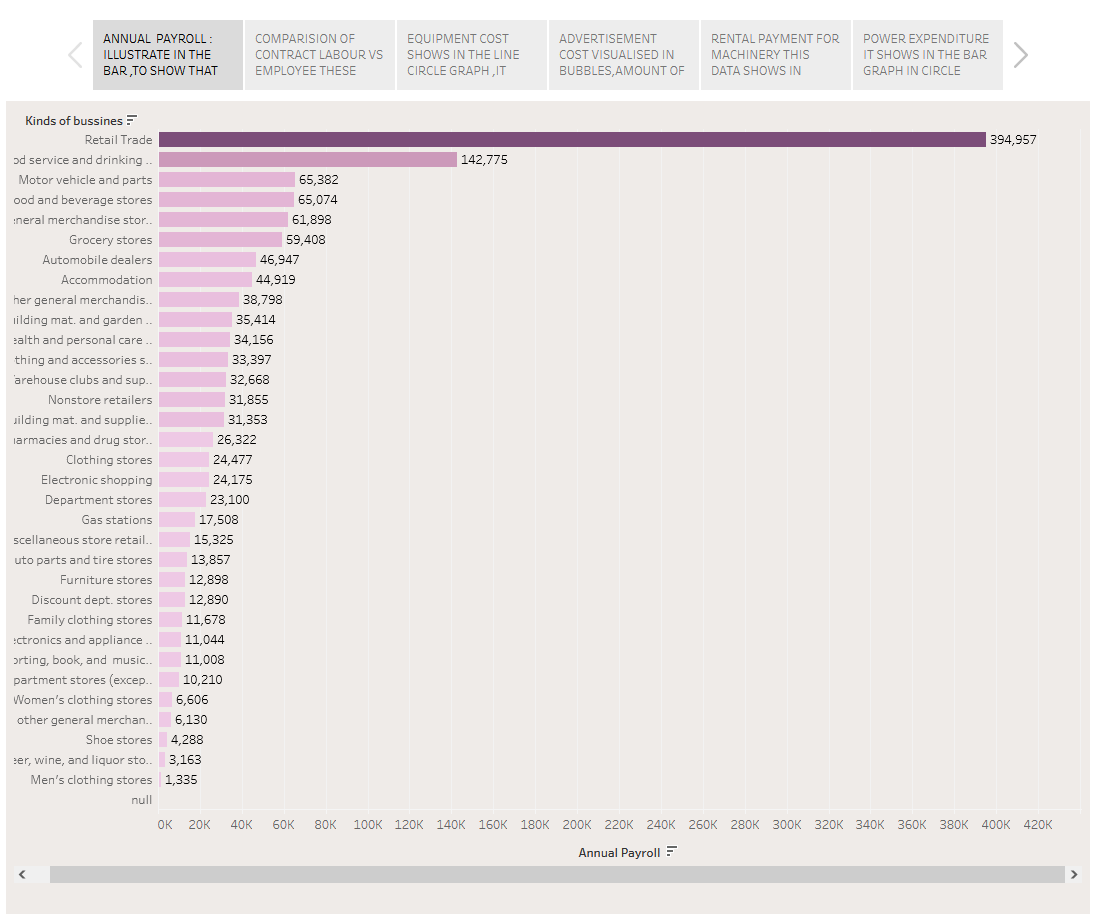 ANNUAL PAYROLL :
ILLUSTRATE IN THE
BAR ,TO SHOW THAT
COMPARISION OF
CONTRACT LABOUR VS
EMPLOYEE THESE
EQUIPMENT COST
SHOWS IN THE LINE
CIRCLE GRAPH ,IT
ADVERTISEMENT
COST VISUALISED IN
BUBBLES,AMOUNT OF
RENTAL PAYMENT FOR
MACHINERY THIS
DATA SHOWS IN
POWER EXPENDITURE
IT SHOWS IN THE BAR
GRAPH IN CIRCLE
Kinds of bussines
Retail Trade 394,957
od service and drinking .. 142,775
Motor vehicle and parts 65,382
ood and beverage stores 65,074
eneral merchandise stor.. 61,898
Grocery stores 59,408
Automobile dealers 46,947
Accommodation 44,919
her general merchandis.. 38,798
uilding mat. and garden .. 35,414
ealth and personal care .. 34,156
thing and accessories s.. 33,397
arehouse clubs and sup.. 32,668
Nonstore retailers 31,855
uilding mat. and supplie.. 31,353
armacies and drug stor.. 26,322
Clothing stores 24,477
Electronic shopping 24,175
Department stores 23,100
Gas stations 17,508
scellaneous store retail.. 15,325
uto parts and tire stores 13,857
Furniture stores 12,898
Discount dept. stores 12,890
Family clothing stores 11,678
ectronics and appliance .. 11,044
orting, book, and music.. 11,008
partment stores (excep.. 10,210
Women's clothing stores 6,606
other general merchan.. 6,130
Shoe stores 4,288
eer, wine, and liquor sto.. 3,163
Men's clothing stores 1,335
null
0K 20K 40K 60K 80K 100K 120K 140K 160K 180K 200K 220K 240K 260K 280K 300K 320K 340K 360K 380K 400K 420K
Annual Payroll